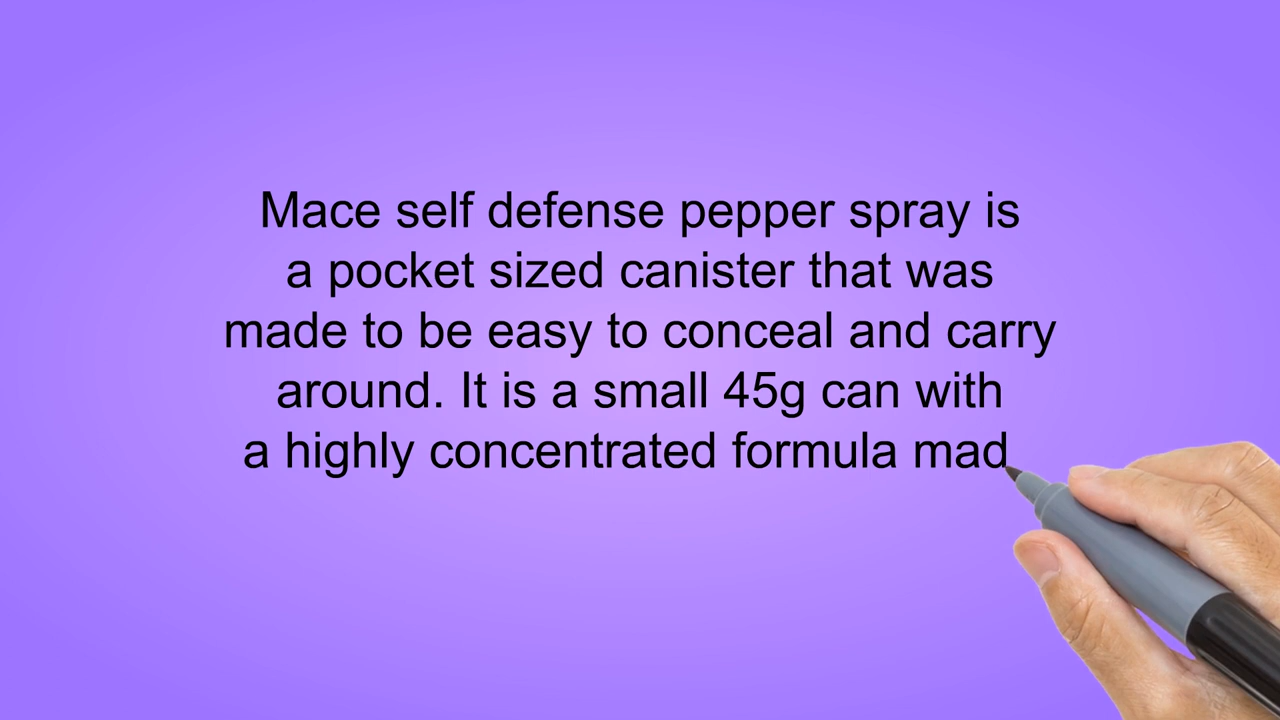 Mace self defense pepper spray is
a pocket sized canister that was
made to be easy to conceal and carry
around. It is a small 45g can with
a highly concentrated formula mad